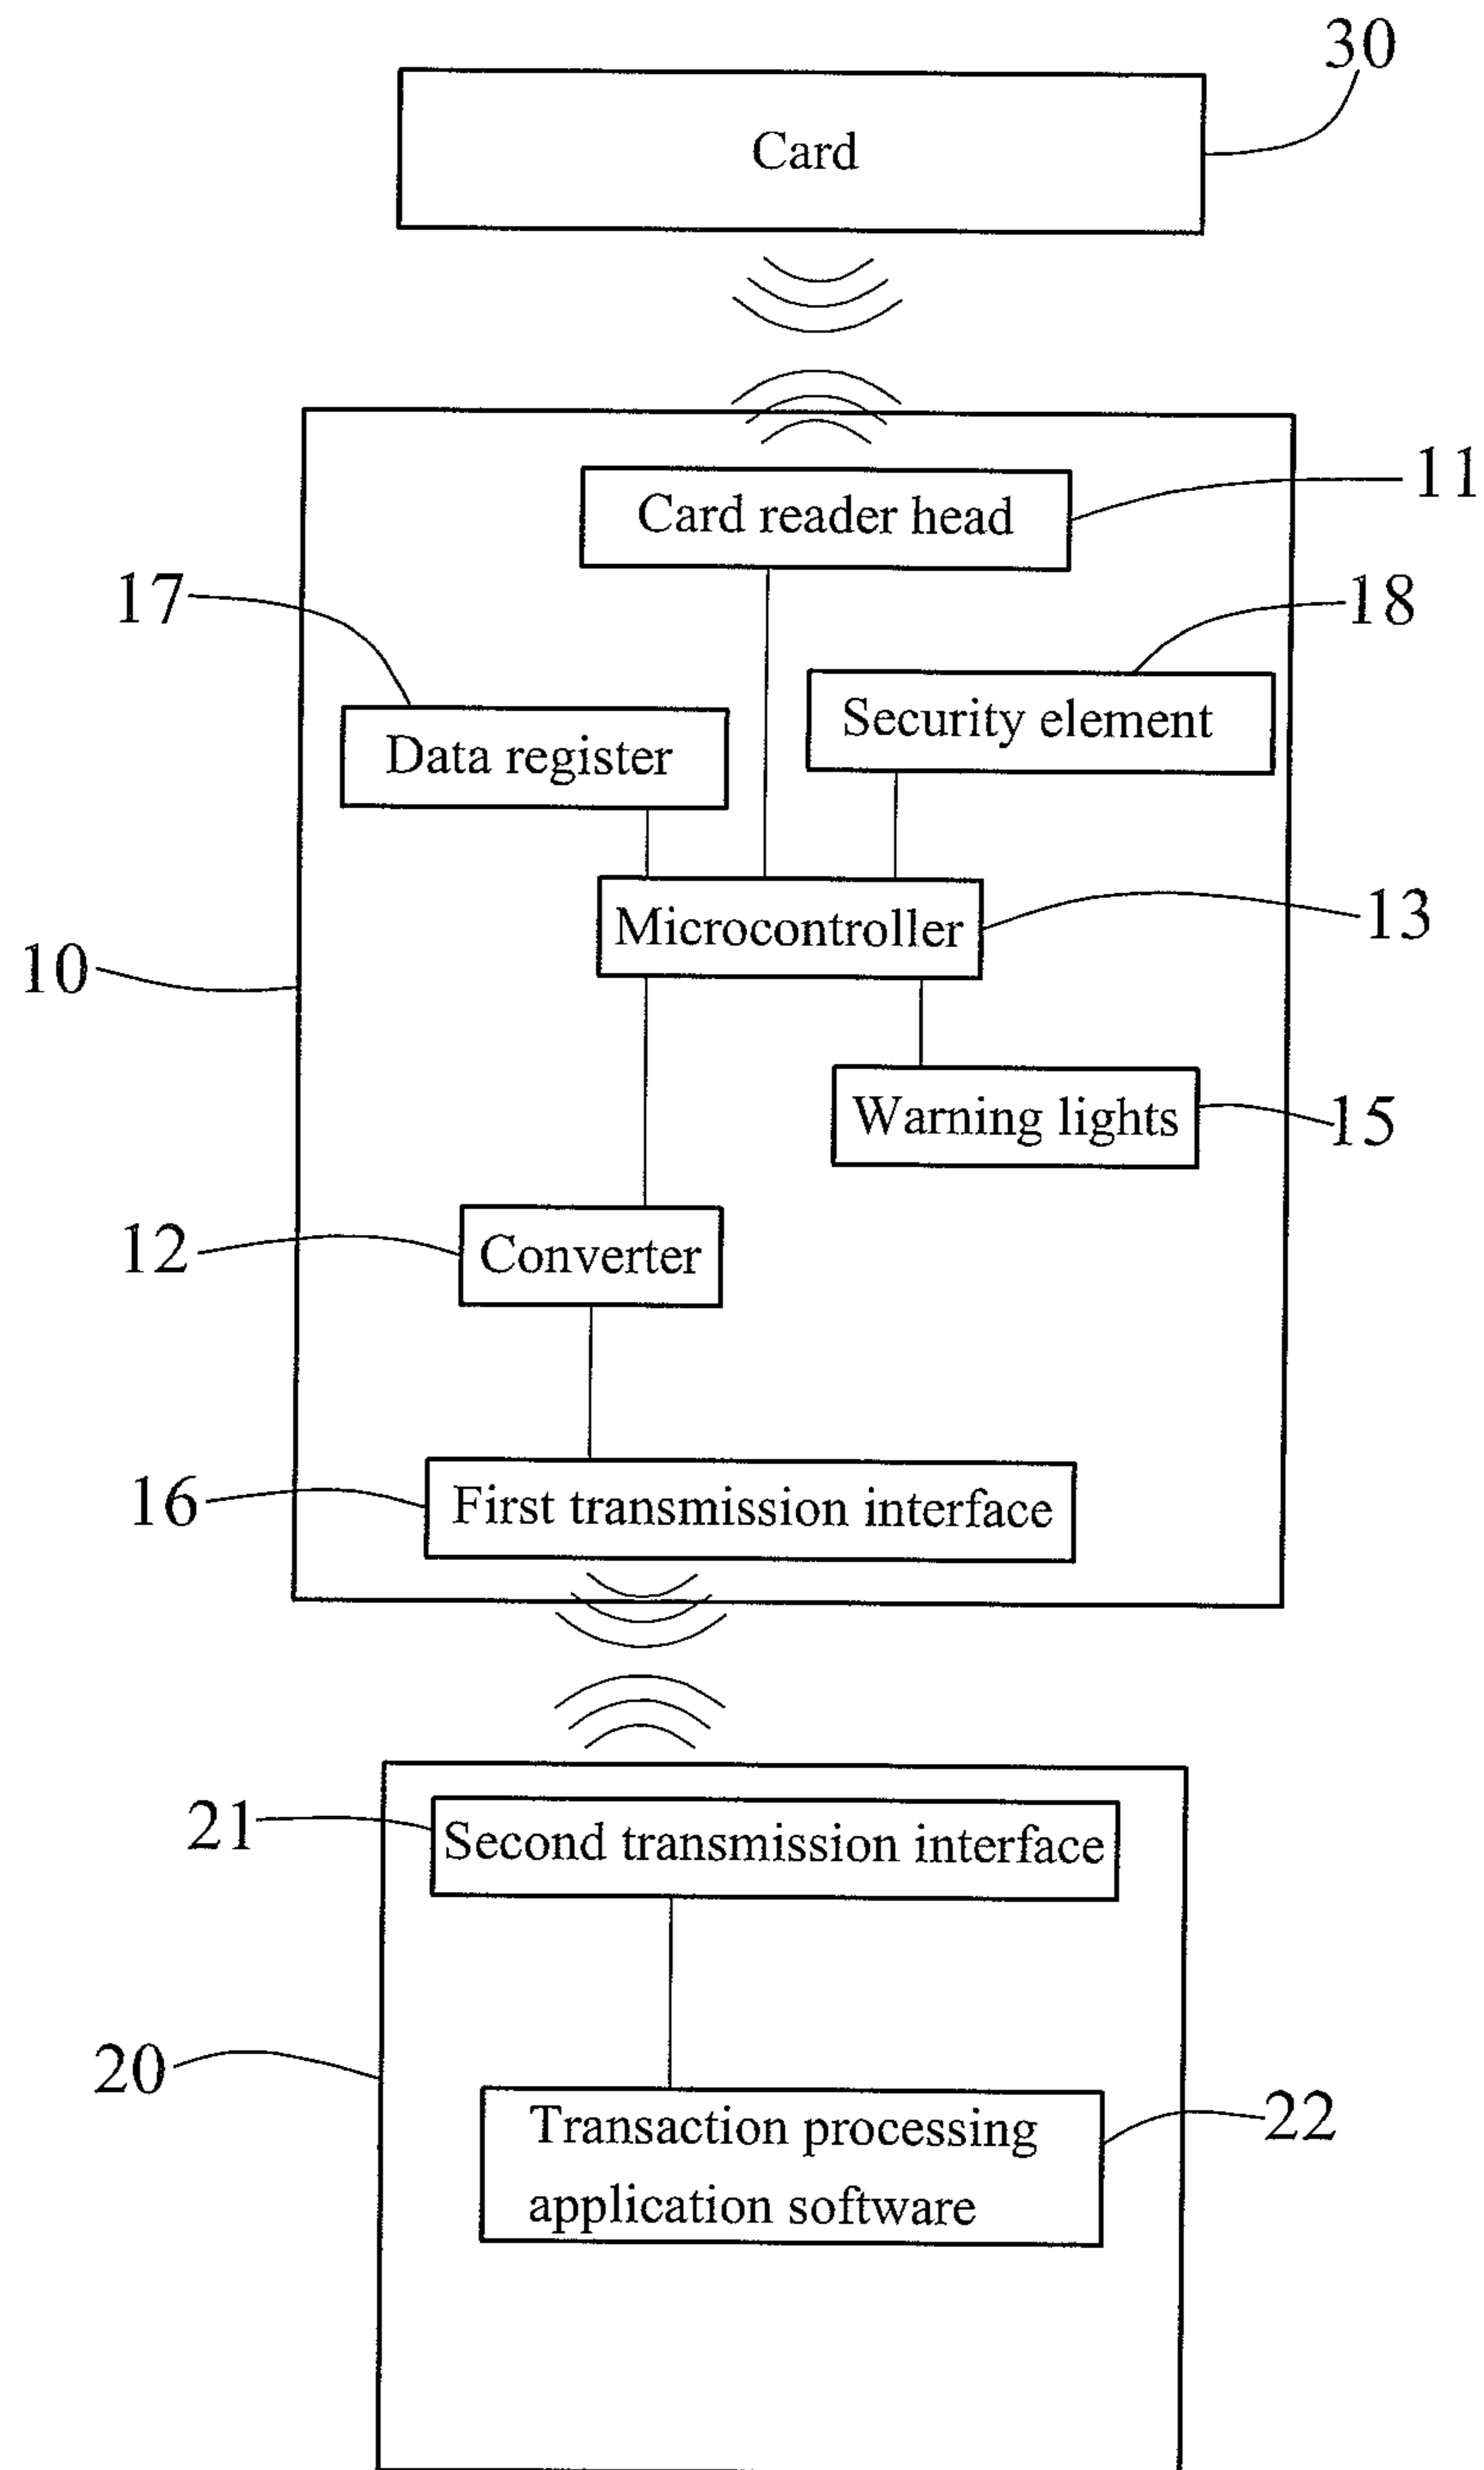 30
Card
Card reader head
11
17
18
Security element
Data register
Microcontroller
13
10
Warning lights
15
12
Converter
16
First transmission interface
21
Second transmission interface
20
Transaction processing
22
application software